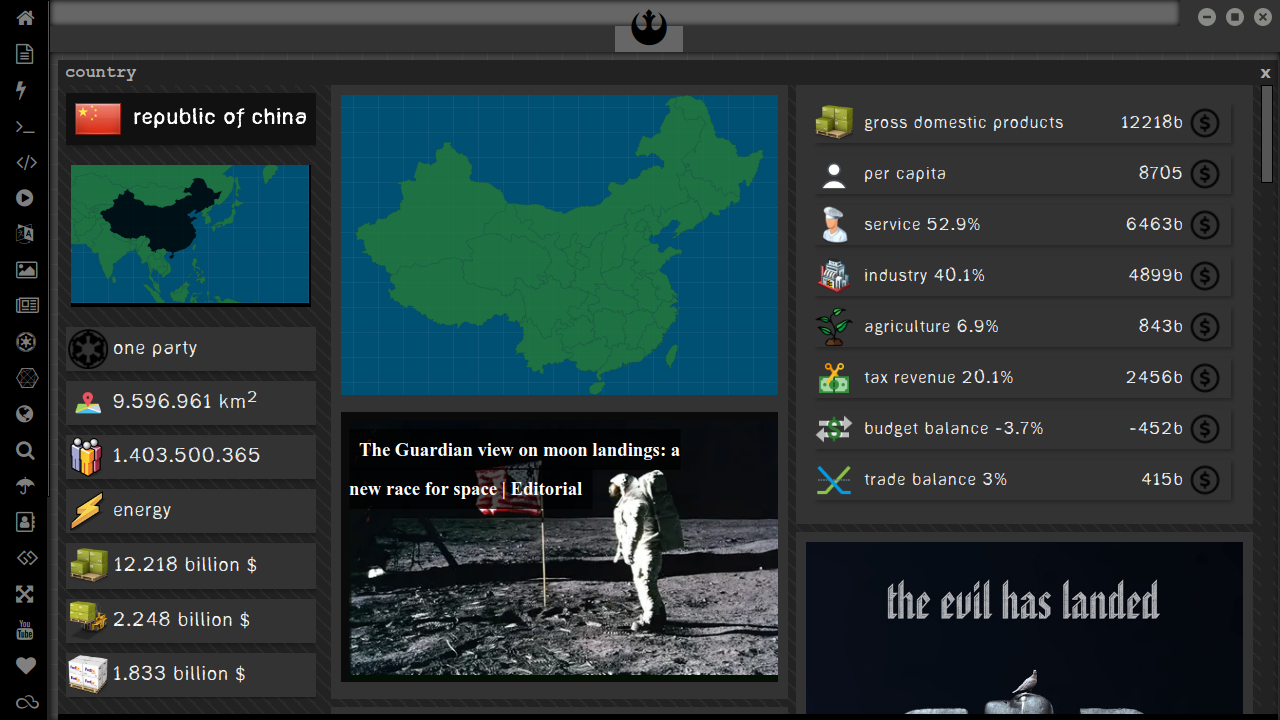 country
x
republic of china
one party
9.596.961 km²
1.403.500.365
energy
12.218 billion $
2.248 billion $
1.833 billion $
The Guardian view on moon landings: a
new race for space | Editorial
gross domestic products 12218b $
per capita 8705 $
service 52.9% 6463b $
industry 40.1% 4899b $
agriculture 6.9% 843b $
tax revenue 20.1% 2456b $
budget balance -3.7% -452b $
trade balance 3% 415b $
the evil has landed
You
Tube